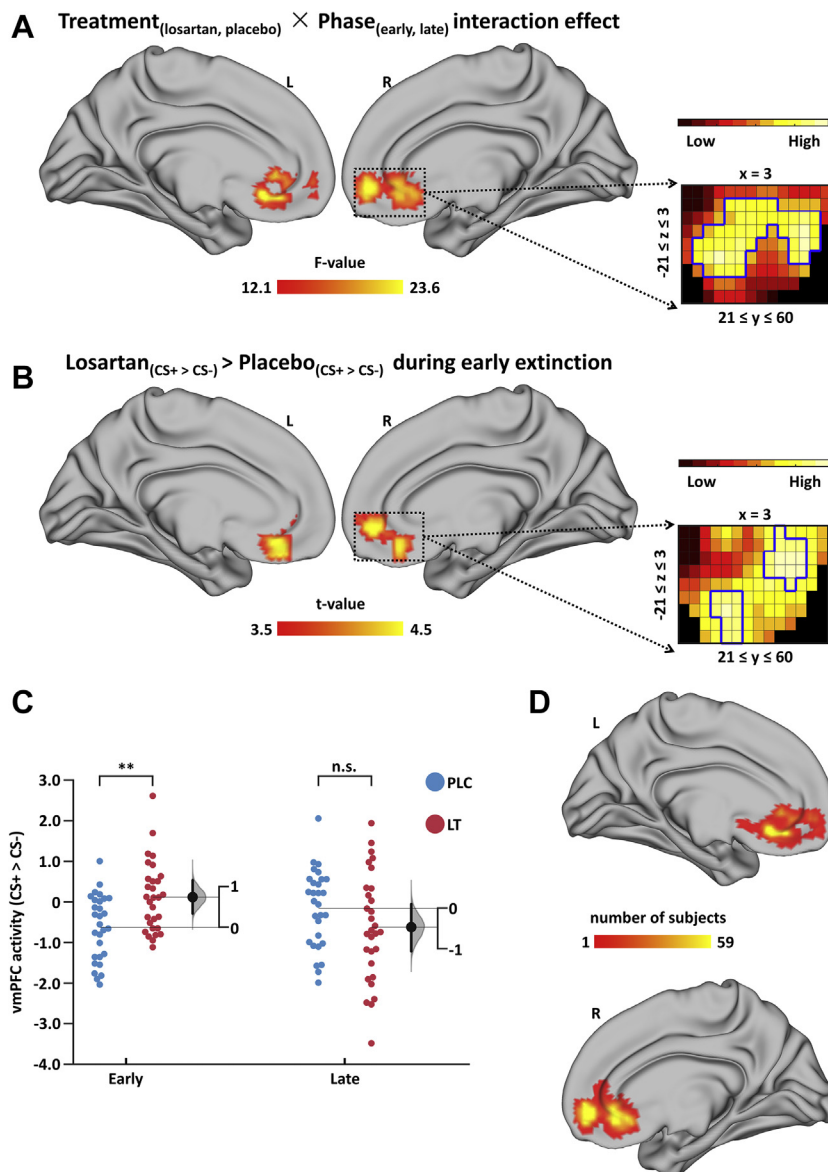 A
Treatment(losartan, placebo) × Phase(early, late) interaction effect
L
R
Low
High
x = 3
-21 ≤ z ≤ 3
21 ≤ y ≤ 60
F-value
12.1
23.6
B
Losartan(CS+ > CS-) > Placebo(CS+ > CS-) during early extinction
L
R
Low
High
x = 3
-21 ≤ z ≤ 3
21 ≤ y ≤ 60
t-value
3.5
4.5
C
vmPFC activity (CS+ > CS-)
3.0
2.0
1.0
0
-1.0
-2.0
-3.0
-4.0
**
n.s.
PLC
LT
1
0
0
-1
Early
Late
D
L
number of subjects
1
59
R